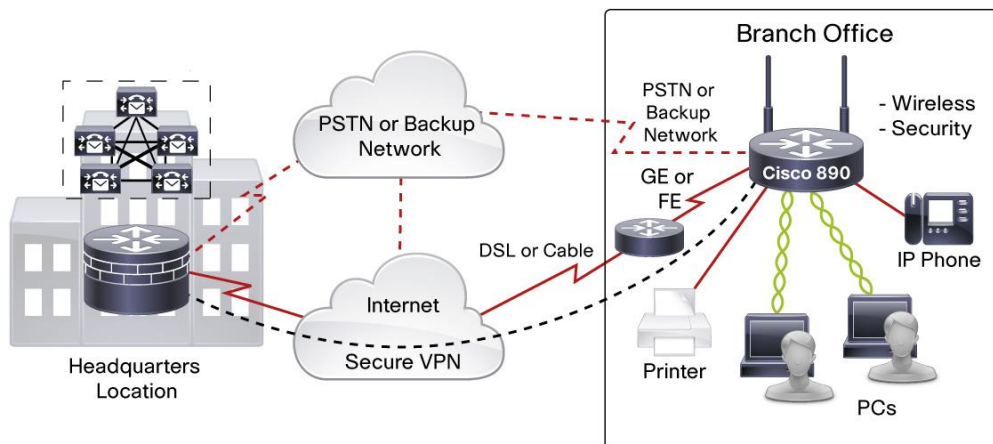 Branch Office
PSTN or Backup
Network
PSTN or
Backup
Network
- Wireless
- Security
Cisco 890
GE or
FE
DSL or Cable
IP Phone
Internet
Secure VPN
Headquarters
Location
Printer
PCs